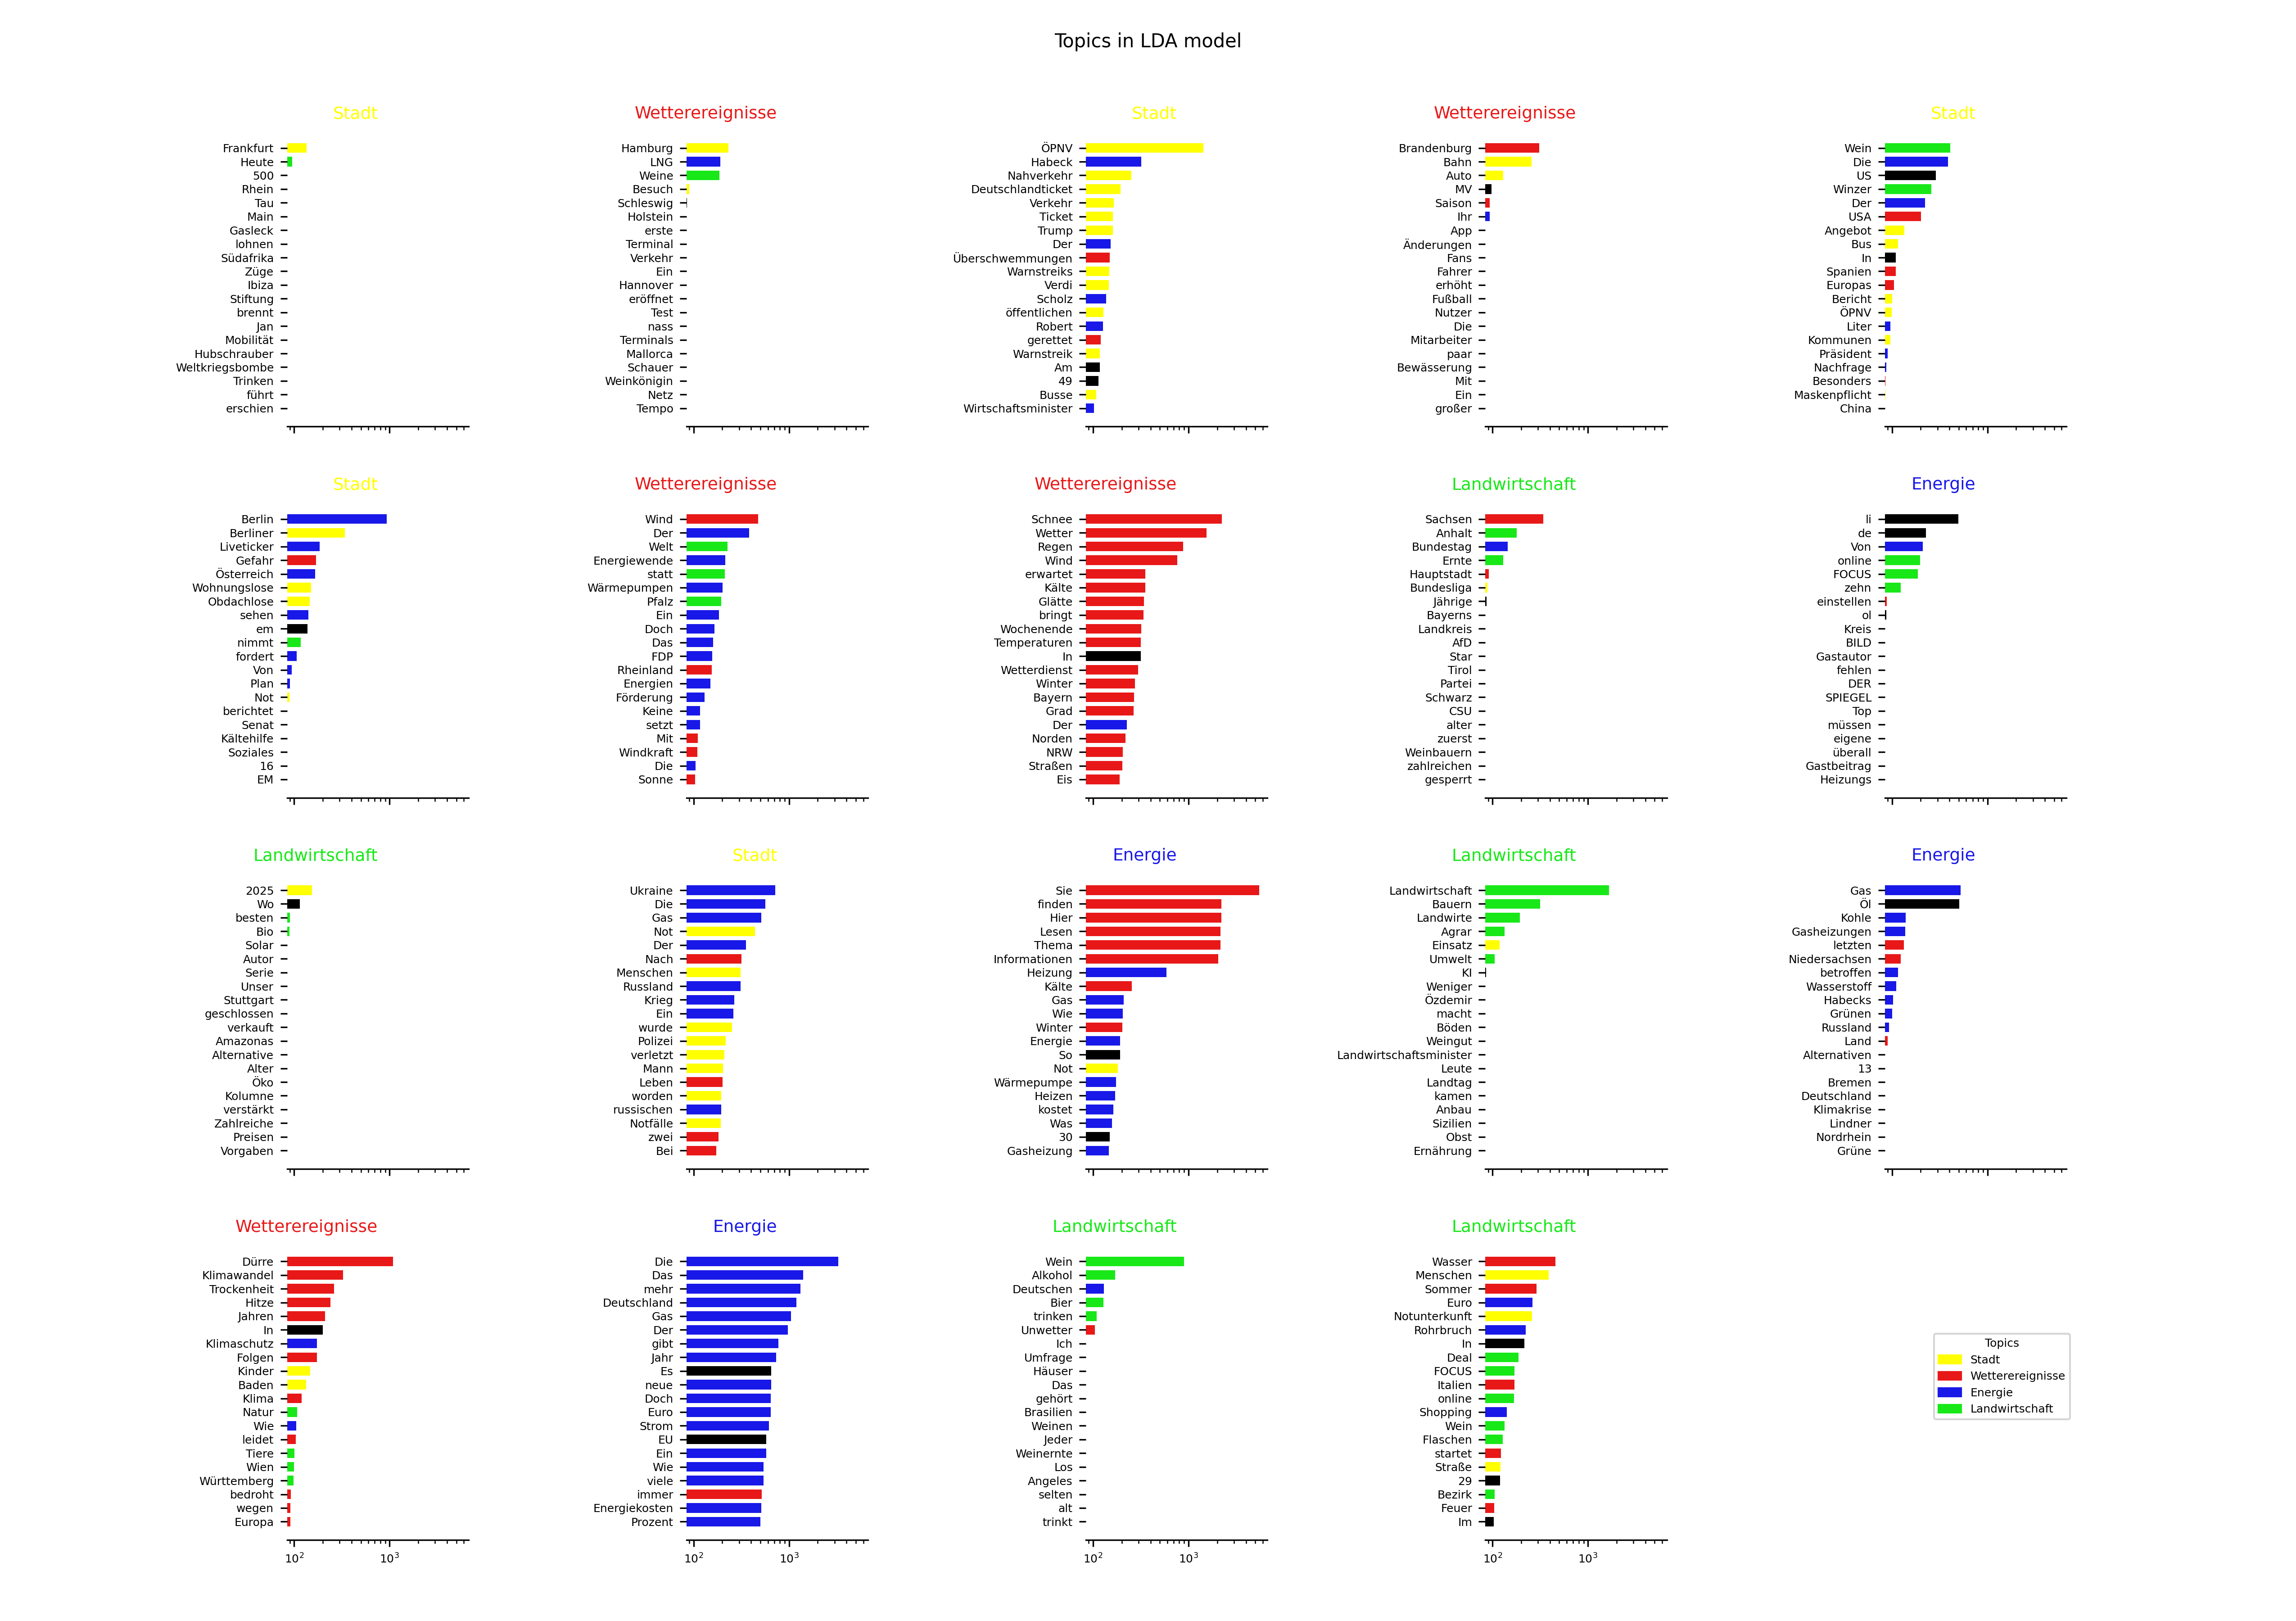 Topics in LDA model
Stadt
Frankfurt
Heute
500
Rhein
Tau
Main
Gasleck
lohnen
Südafrika
Züge
Ibiza
Stiftung
brennt
Jan
Mobilität
Hubschrauber
Weltkriegsbombe
Trinken
führt
erschien
Wetterereignisse
Hamburg
LNG
Weine
Besuch
Schleswig
Holstein
erste
Terminal
Verkehr
Ein
Hannover
eröffnet
Test
nass
Terminals
Mallorca
Schauer
Weinkönigin
Netz
Tempo
Stadt
ÖPNV
Habeck
Nahverkehr
Deutschlandticket
Verkehr
Ticket
Trump
Der
Überschwemmungen
Warnstreiks
Verdi
Scholz
öffentlichen
Robert
gerettet
Warnstreik
Am
49
Busse
Wirtschaftsminister
Wetterereignisse
Brandenburg
Bahn
Auto
MV
Saison
Ihr
App
Änderungen
Fans
Fahrer
erhöht
Fußball
Nutzer
Die
Mitarbeiter
paar
Bewässerung
Mit
Ein
großer
Stadt
Wein
Die
US
Winzer
Der
USA
Angebot
Bus
In
Spanien
Europas
Bericht
ÖPNV
Liter
Kommunen
Präsident
Nachfrage
Besonders
Maskenpflicht
China
Stadt
Berlin
Berliner
Liveticker
Gefahr
Österreich
Wohnungslose
Obdachlose
sehen
em
nimmt
fordert
Von
Plan
Not
berichtet
Senat
Kältehilfe
Soziales
16
EM
Wetterereignisse
Wind
Der
Welt
Energiewende
statt
Wärmepumpen
Pfalz
Ein
Doch
Das
FDP
Rheinland
Energien
Förderung
Keine
setzt
Mit
Windkraft
Die
Sonne
Wetterereignisse
Schnee
Wetter
Regen
Wind
erwartet
Kälte
Glätte
bringt
Wochenende
Temperaturen
In
Wetterdienst
Winter
Bayern
Grad
Der
Norden
NRW
Straßen
Eis
Landwirtschaft
Sachsen
Anhalt
Bundestag
Ernte
Hauptstadt
Bundesliga
Jährige
Bayerns
Landkreis
AfD
Star
Tirol
Partei
Schwarz
CSU
alter
zuerst
Weinbauern
zahlreichen
gesperrt
Energie
li
de
Von
online
FOCUS
zehn
einstellen
ol
Kreis
BILD
Gastautor
fehlen
DER
SPIEGEL
Top
müssen
eigene
überall
Gastbeitrag
Heizungs
Landwirtschaft
2025
Wo
besten
Bio
Solar
Autor
Serie
Unser
Stuttgart
geschlossen
verkauft
Amazonas
Alternative
Alter
Öko
Kolumne
verstärkt
Zahlreiche
Preisen
Vorgaben
Stadt
Ukraine
Die
Gas
Not
Der
Nach
Menschen
Russland
Krieg
Ein
wurde
Polizei
verletzt
Mann
Leben
worden
russischen
Notfälle
zwei
Bei
Energie
Sie
finden
Hier
Lesen
Thema
Informationen
Heizung
Kälte
Gas
Wie
Winter
Energie
So
Not
Wärmepumpe
Heizen
kostet
Was
30
Gasheizung
Landwirtschaft
Landwirtschaft
Bauern
Landwirte
Agrar
Einsatz
Umwelt
KI
Weniger
Özdemir
macht
Böden
Weingut
Landwirtschaftsminister
Leute
Landtag
kamen
Anbau
Sizilien
Obst
Ernährung
Energie
Gas
Öl
Kohle
Gasheizungen
letzten
Niedersachsen
betroffen
Wasserstoff
Habecks
Grünen
Russland
Land
Alternativen
13
Bremen
Deutschland
Klimakrise
Lindner
Nordrhein
Grüne
Wetterereignisse
Dürre
Klimawandel
Trockenheit
Hitze
Jahren
In
Klimaschutz
Folgen
Kinder
Baden
Klima
Natur
Wie
leidet
Tiere
Wien
Württemberg
bedroht
wegen
Europa
10² 10³
Energie
Die
Das
mehr
Deutschland
Gas
Der
gibt
Jahr
Es
neue
Doch
Euro
Strom
EU
Ein
Wie
viele
immer
Energiekosten
Prozent
10² 10³
Landwirtschaft
Wein
Alkohol
Deutschen
Bier
trinken
Unwetter
Ich
Umfrage
Häuser
Das
gehört
Brasilien
Weinen
Jeder
Weinernte
Los
Angeles
selten
alt
trinkt
10² 10³
Landwirtschaft
Wasser
Menschen
Sommer
Euro
Notunterkunft
Rohrbruch
In
Deal
FOCUS
Italien
online
Shopping
Wein
Flaschen
startet
Straße
29
Bezirk
Feuer
Im
10² 10³
Topics
Stadt
Wetterereignisse
Energie
Landwirtschaft